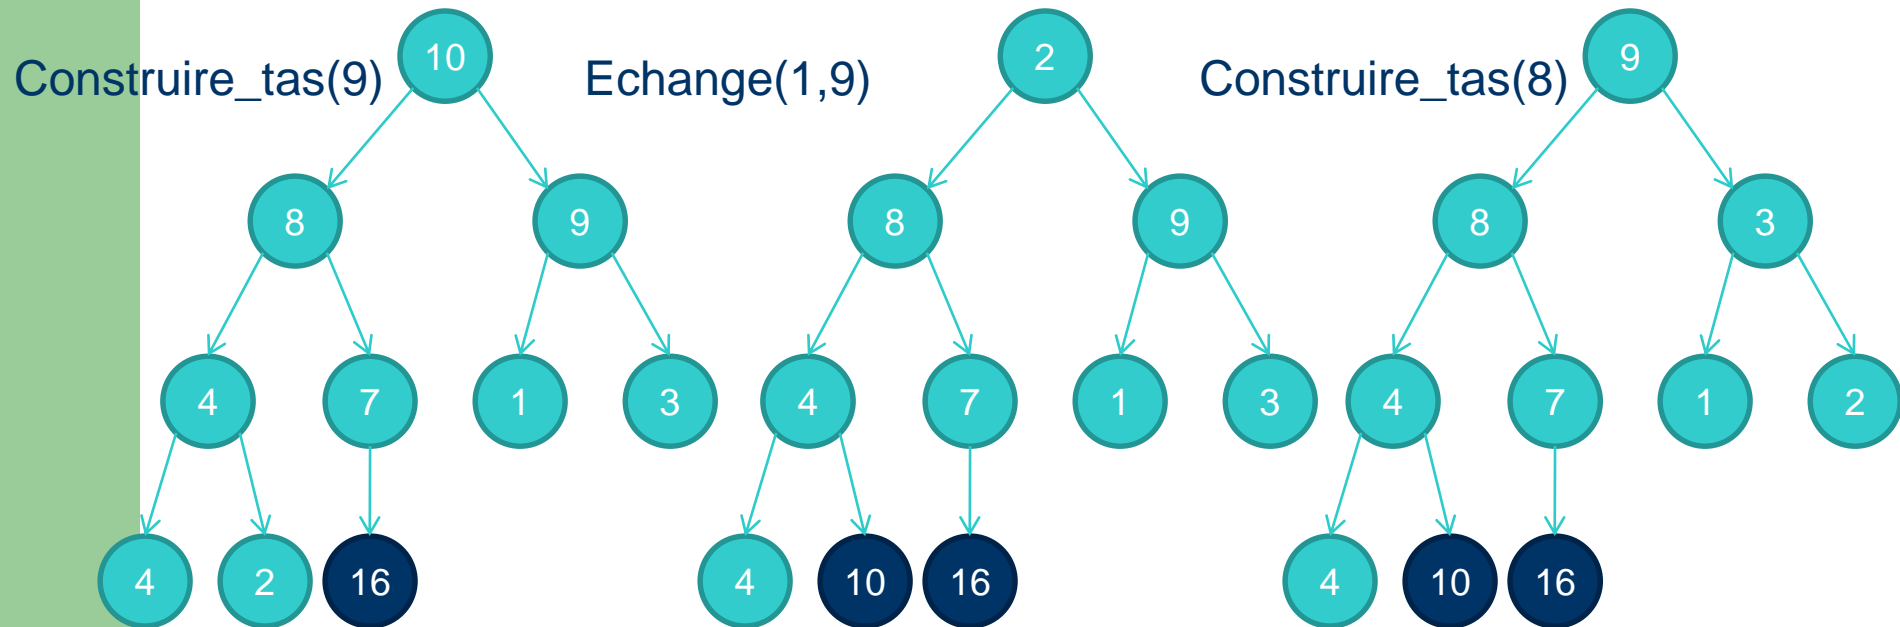 Construire_tas(9) 10 Echange(1,9) 2 Construire_tas(8) 9
8 9 8 9 8 3
4 7 1 3 4 7 1 3 4 7 1 2
4 2 16 4 10 16 4 10 16